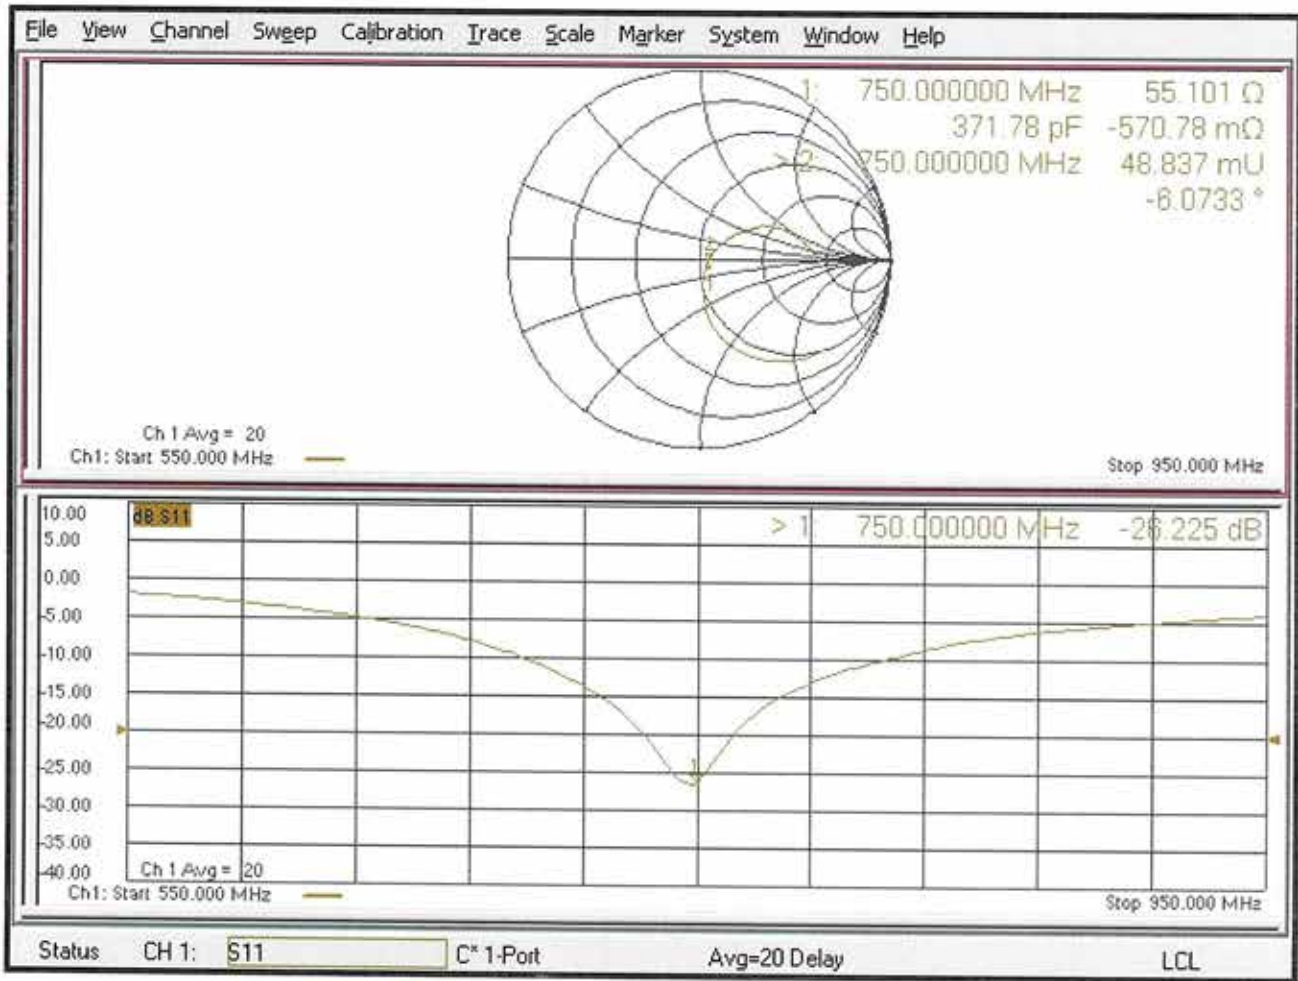 File View Channel Sweep Calibration Trace Scale Marker System Window Help
1: 750.000000 MHz 55.101 Ω
371.78 pF -570.78 mΩ
> 2: 750.000000 MHz 48.837 mU
-6.0733 °
Ch 1 Avg = 20
Ch1: Start 550.000 MHz
Stop 950.000 MHz
10.00
dB S11
> 1: 750.000000 MHz -26.225 dB
5.00
0.00
-5.00
-10.00
-15.00
-20.00
-25.00
1
-30.00
-35.00
-40.00
Ch 1 Avg = 20
Ch1: Start 550.000 MHz
Stop 950.000 MHz
Status CH 1: S11 C* 1-Port Avg=20 Delay LCL